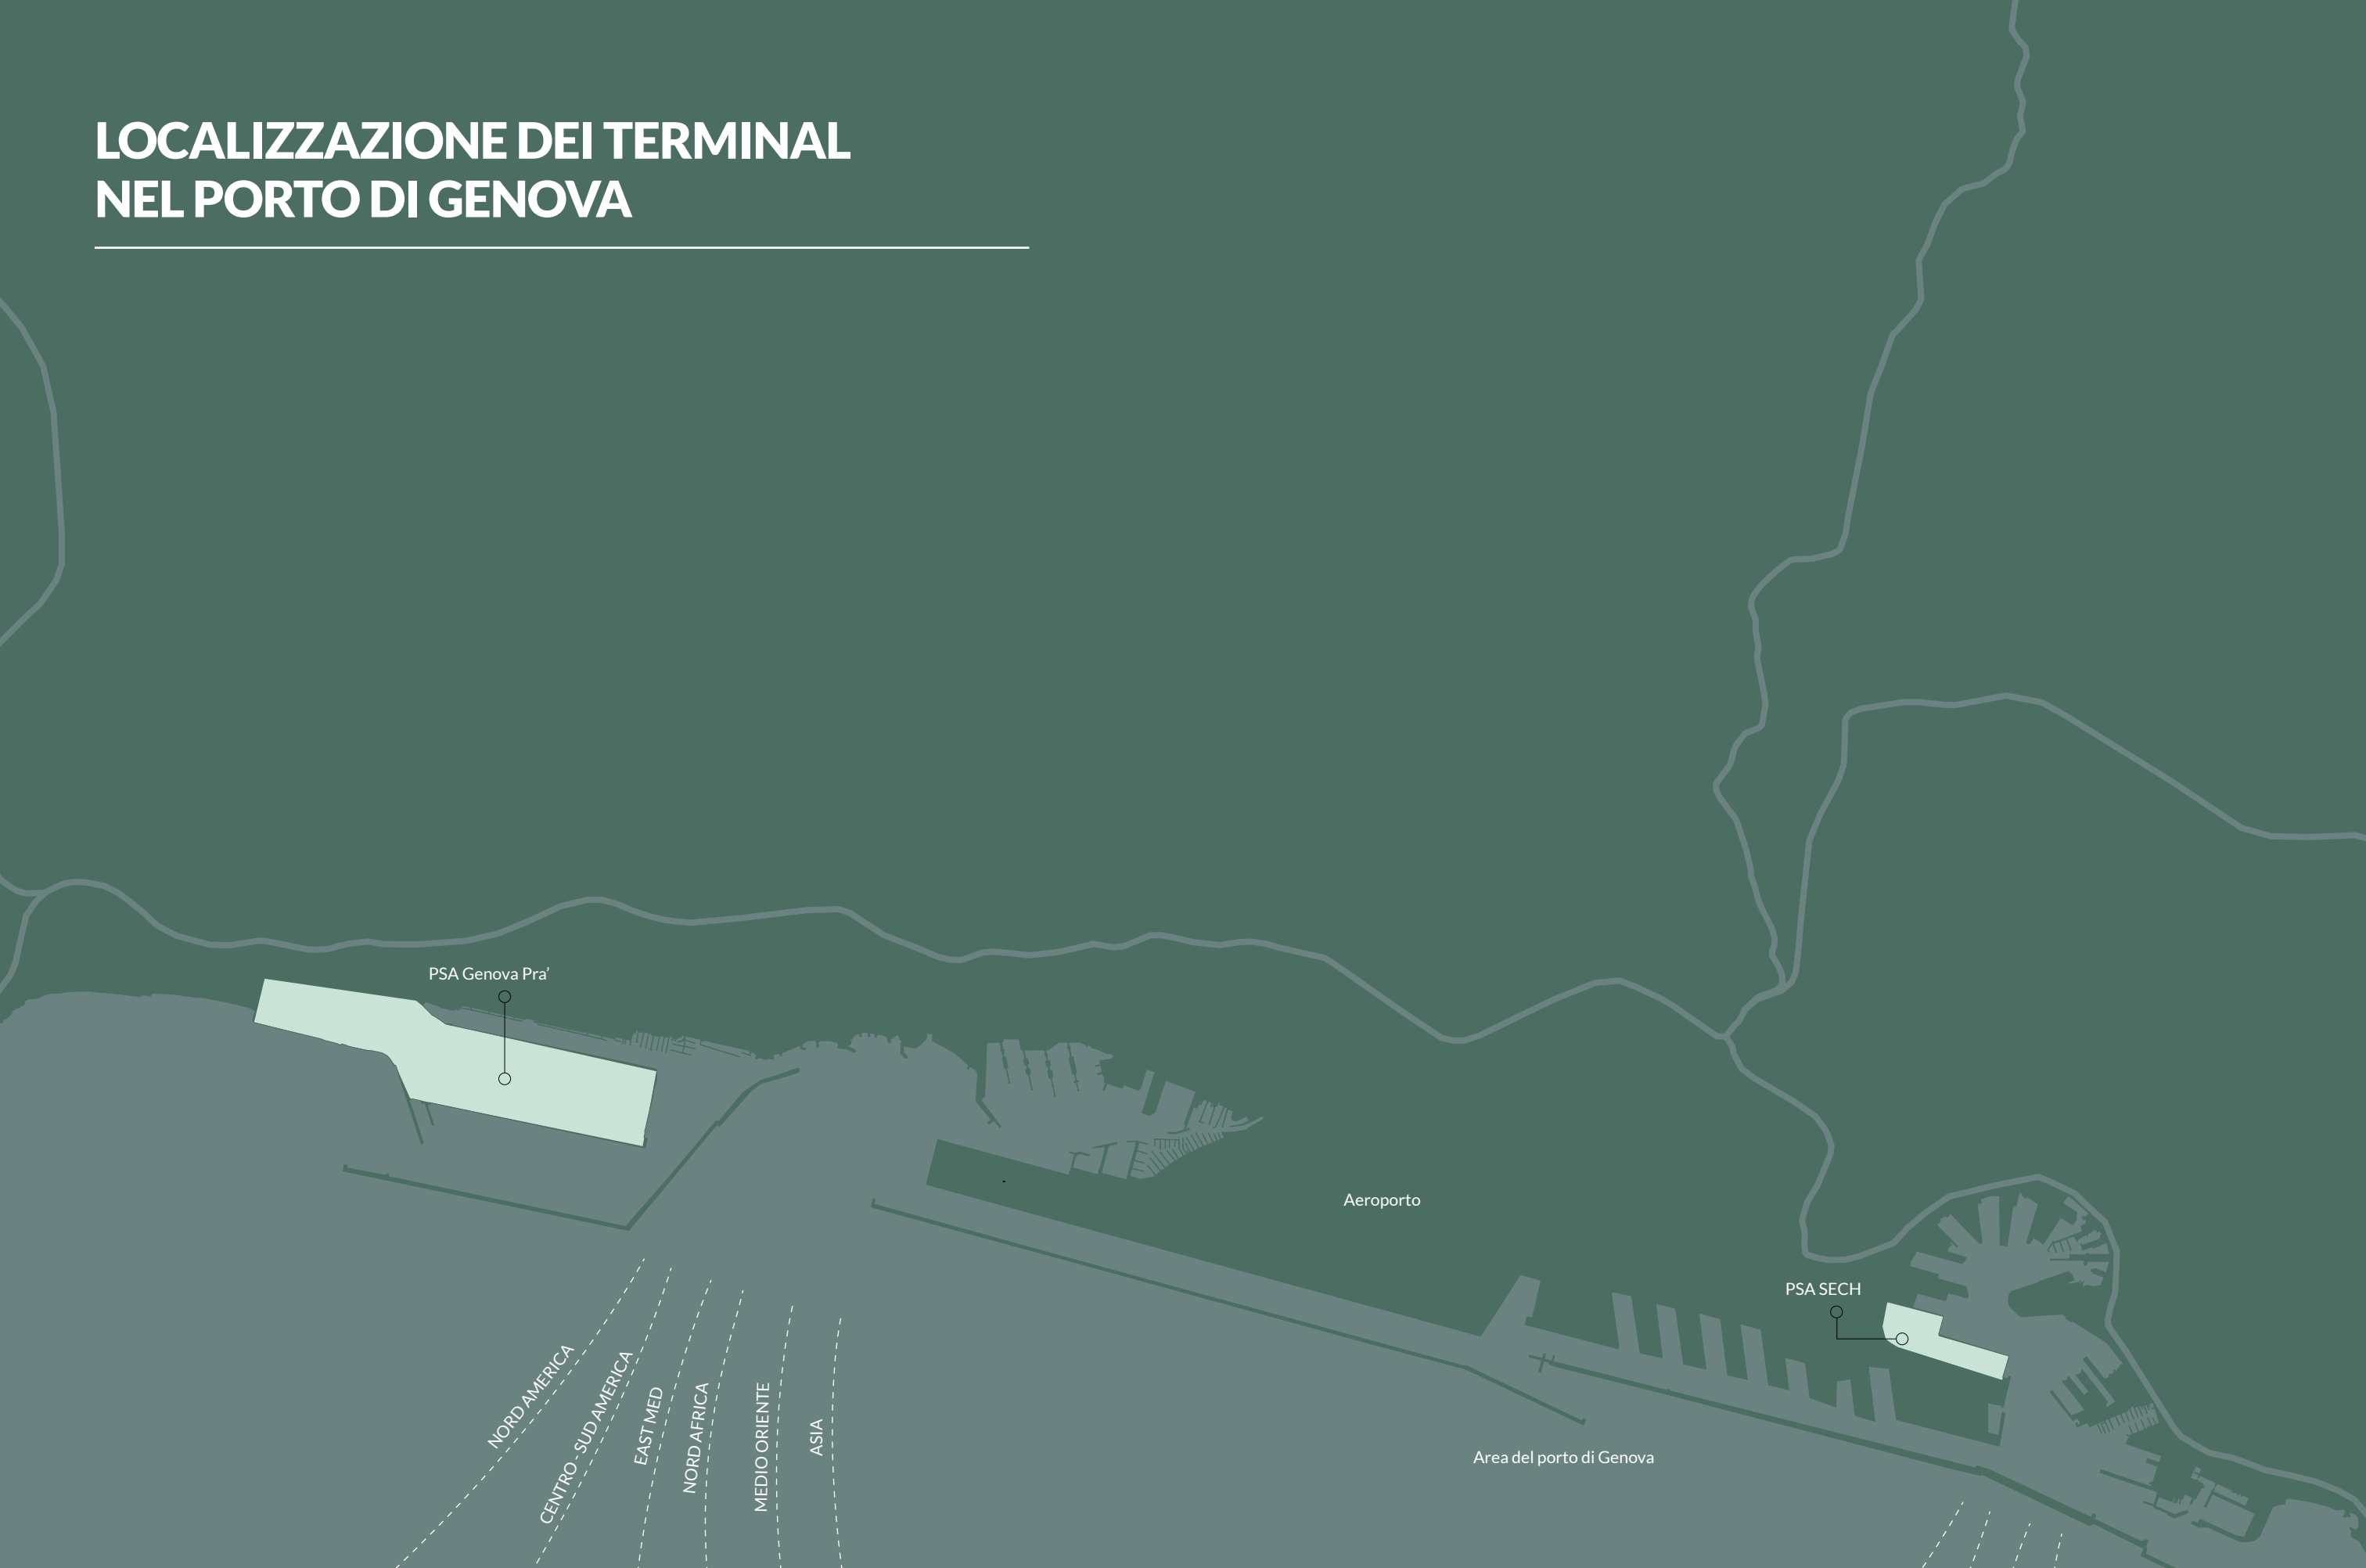 LOCALIZZAZIONE DEI TERMINAL
NEL PORTO DI GENOVA
PSA Genova Pra’
Aeroporto
PSA SECH
Area del porto di Genova
NORD AMERICA
CENTRO - SUD AMERICA
EAST MED
NORD AFRICA
MEDIO ORIENTE
ASIA